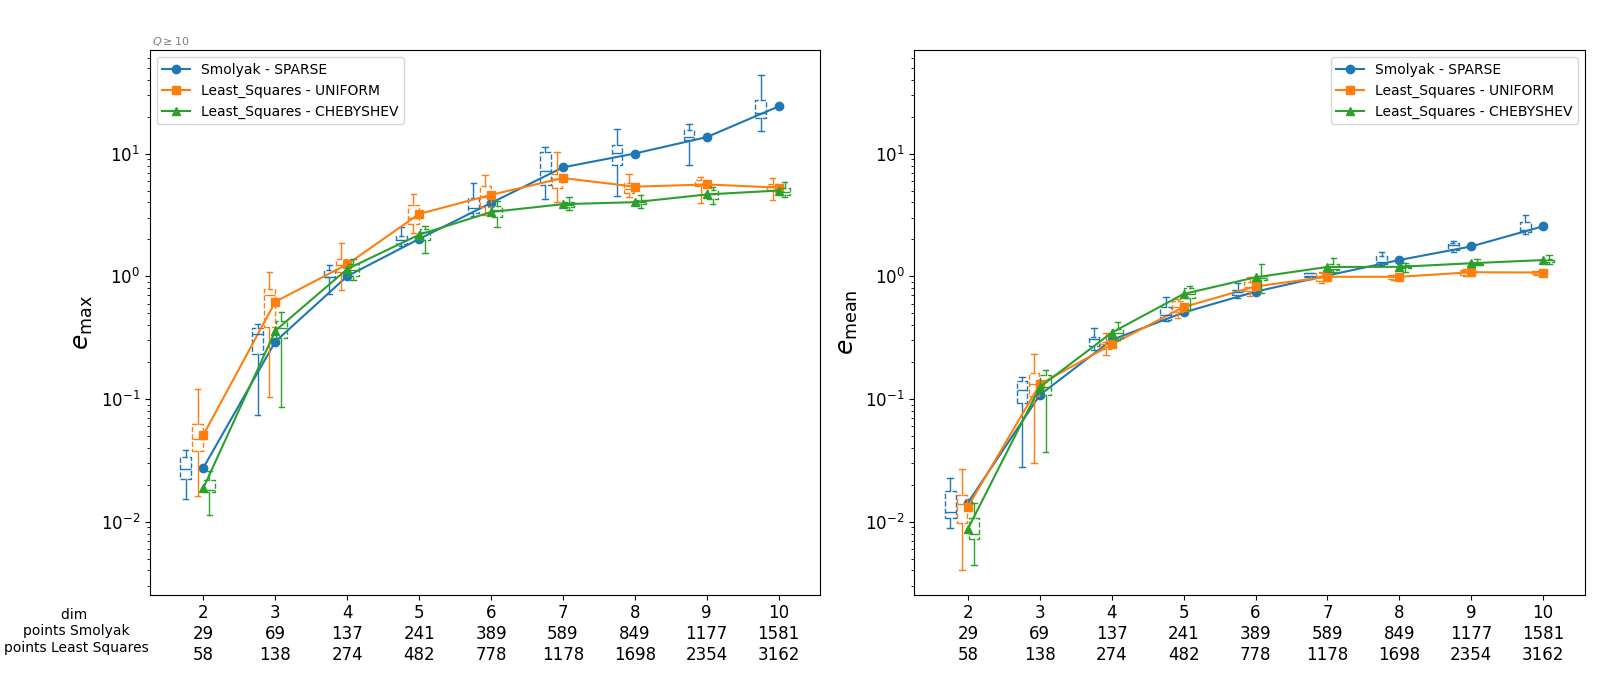 Q ≥ 10
Smolyak - SPARSE
Least_Squares - UNIFORM
Least_Squares - CHEBYSHEV
Smolyak - SPARSE
Least_Squares - UNIFORM
Least_Squares - CHEBYSHEV
10¹
10⁰
10⁻¹
10⁻²
e_max
10¹
10⁰
10⁻¹
10⁻²
e_mean
dim 2 3 4 5 6 7 8 9 10
points Smolyak 29 69 137 241 389 589 849 1177 1581
points Least Squares 58 138 274 482 778 1178 1698 2354 3162
2 3 4 5 6 7 8 9 10
29 69 137 241 389 589 849 1177 1581
58 138 274 482 778 1178 1698 2354 3162